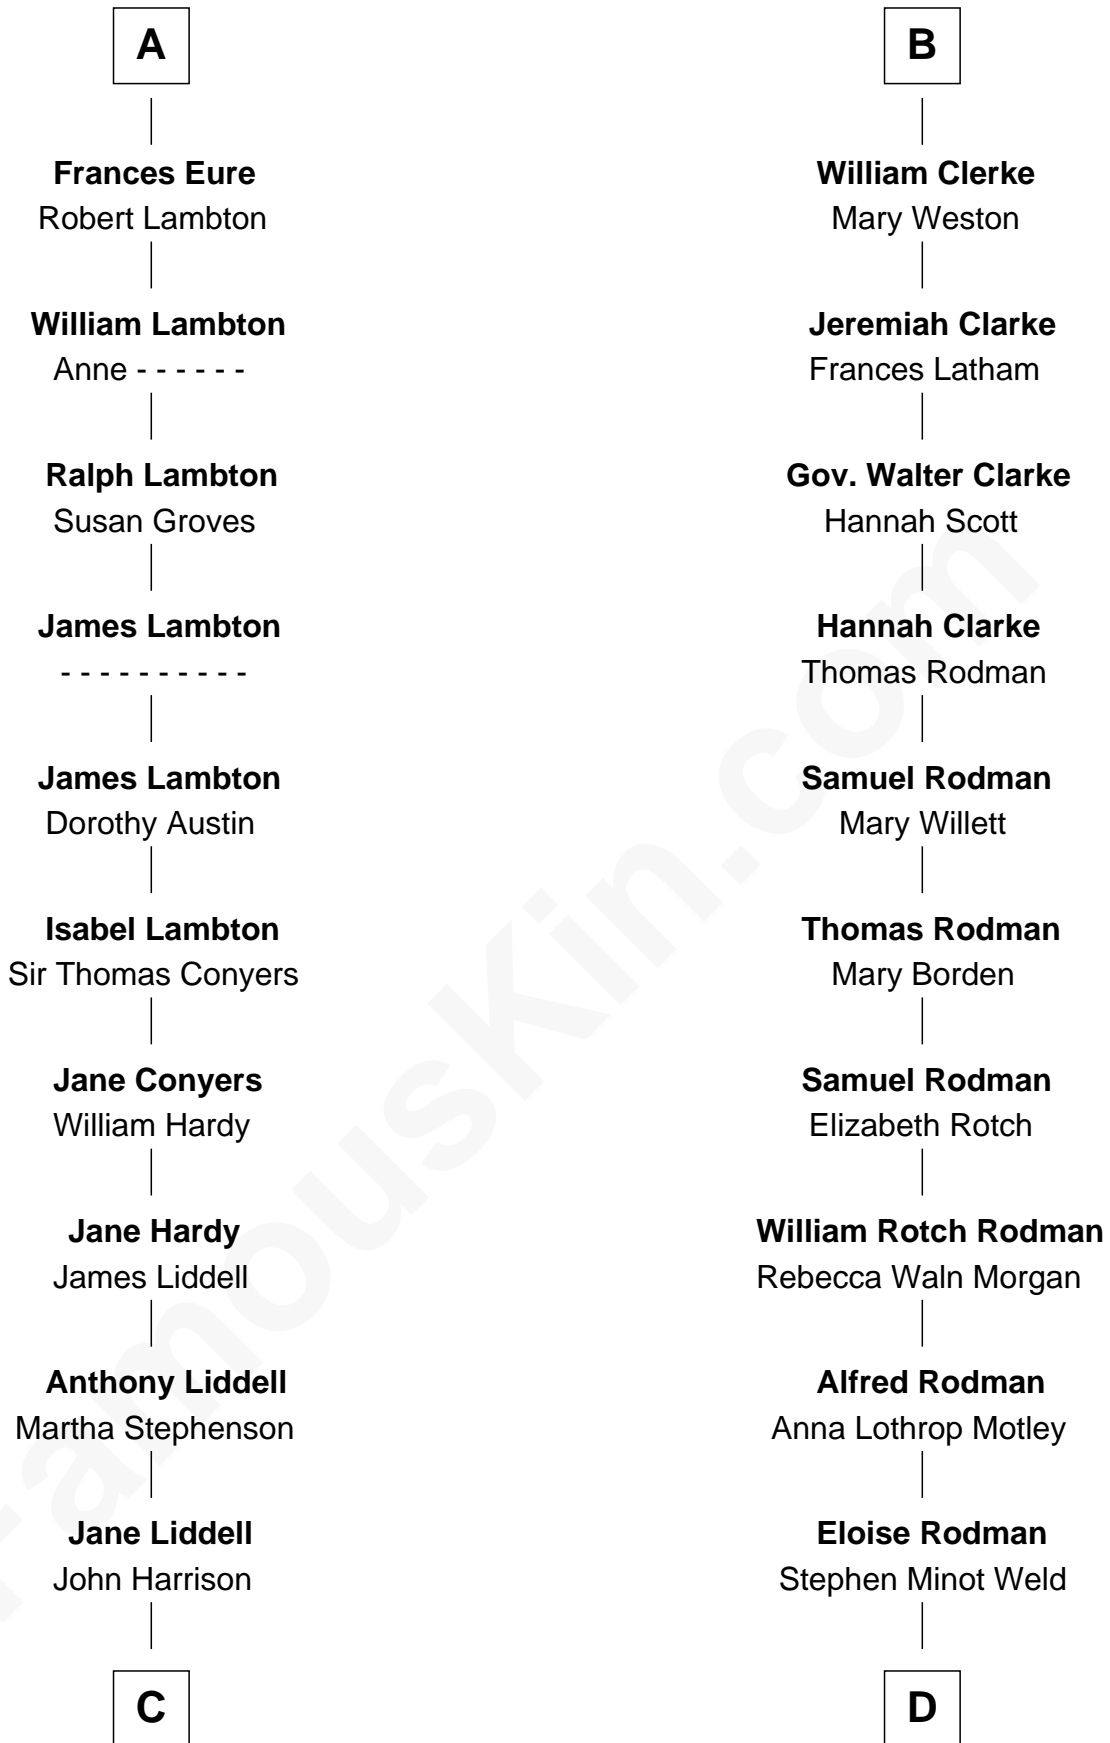 A
Frances Eure
Robert Lambton
William Lambton
Anne - - - - - -
Ralph Lambton
Susan Groves
James Lambton
- - - - - - - - - -
James Lambton
Dorothy Austin
Isabel Lambton
Sir Thomas Conyers
Jane Conyers
William Hardy
Jane Hardy
James Liddell
Anthony Liddell
Martha Stephenson
Jane Liddell
John Harrison
C
B
William Clerke
Mary Weston
Jeremiah Clarke
Frances Latham
Gov. Walter Clarke
Hannah Scott
Hannah Clarke
Thomas Rodman
Samuel Rodman
Mary Willett
Thomas Rodman
Mary Borden
Samuel Rodman
Elizabeth Rotch
William Rotch Rodman
Rebecca Waln Morgan
Alfred Rodman
Anna Lothrop Motley
Eloise Rodman
Stephen Minot Weld
D
FamousKin.com